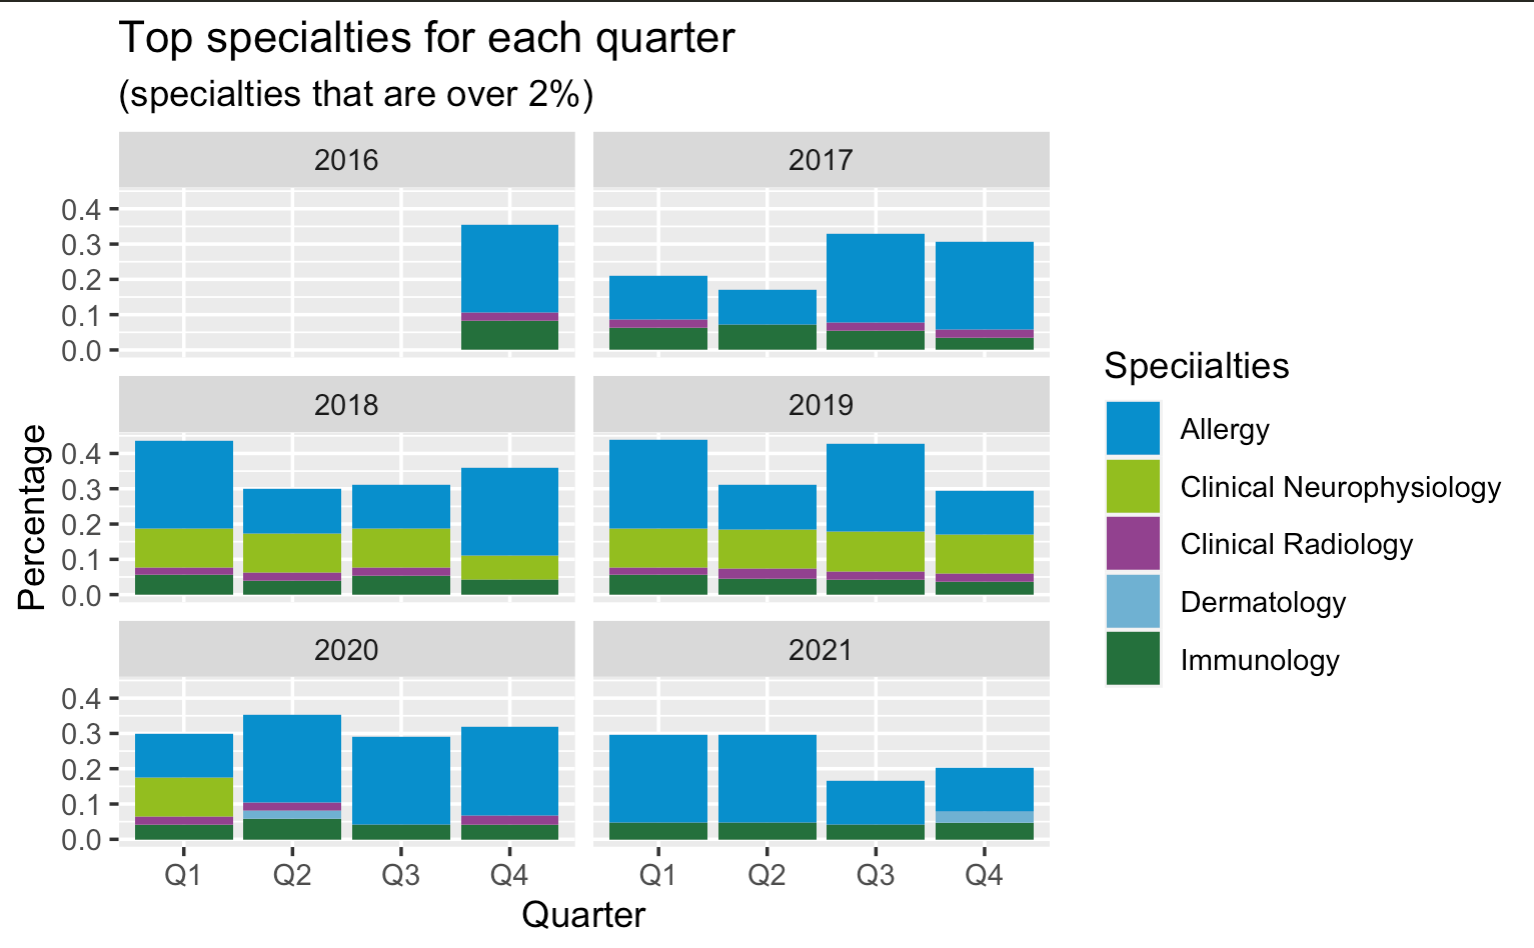 Top specialties for each quarter
(specialties that are over 2%)
2016
2017
0.4
0.3
0.2
0.1
0.0
2018
2019
0.4
0.3
0.2
0.1
0.0
2020
2021
0.4
0.3
0.2
0.1
0.0
Q1 Q2 Q3 Q4
Q1 Q2 Q3 Q4
Quarter
Percentage
Speciialties
Allergy
Clinical Neurophysiology
Clinical Radiology
Dermatology
Immunology